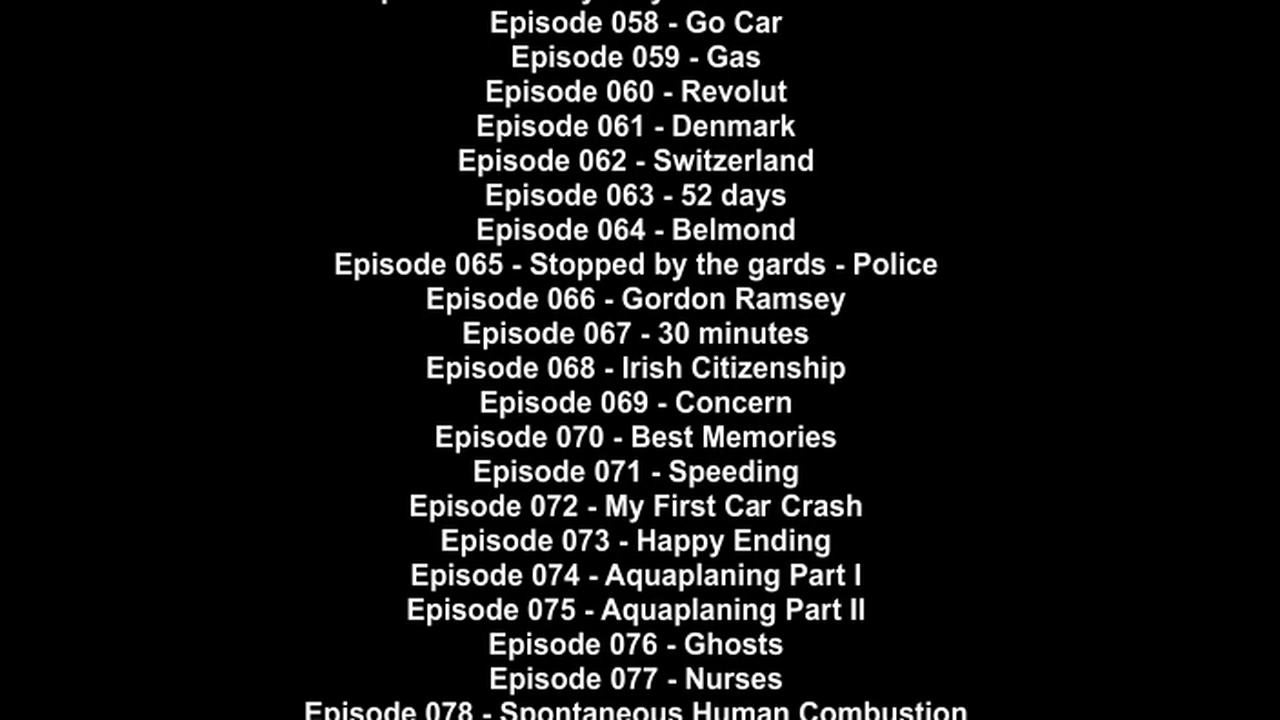 Episode 058 - Go Car
Episode 059 - Gas
Episode 060 - Revolut
Episode 061 - Denmark
Episode 062 - Switzerland
Episode 063 - 52 days
Episode 064 - Belmond
Episode 065 - Stopped by the gards - Police
Episode 066 - Gordon Ramsey
Episode 067 - 30 minutes
Episode 068 - Irish Citizenship
Episode 069 - Concern
Episode 070 - Best Memories
Episode 071 - Speeding
Episode 072 - My First Car Crash
Episode 073 - Happy Ending
Episode 074 - Aquaplaning Part I
Episode 075 - Aquaplaning Part II
Episode 076 - Ghosts
Episode 077 - Nurses
Episode 078 - Spontaneous Human Combustion